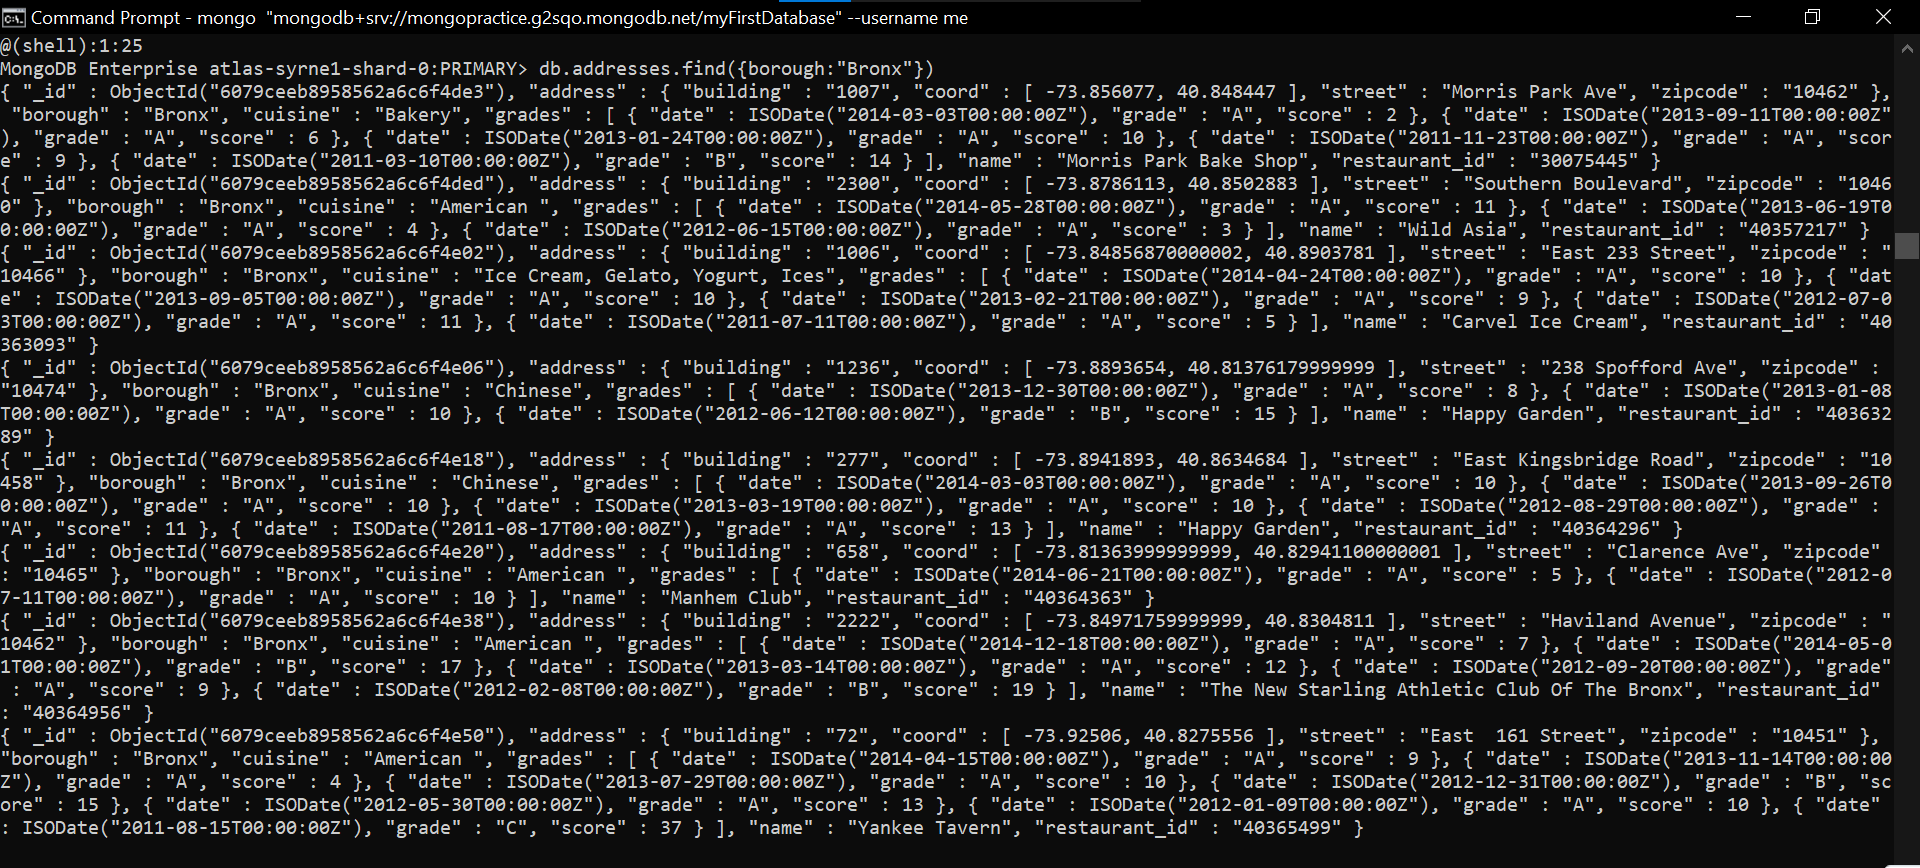 Command Prompt - mongo  "mongodb+srv://mongopractice.g2sqo.mongodb.net/myFirstDatabase" --username me
@(shell):1:25
MongoDB Enterprise atlas-syrne1-shard-0:PRIMARY> db.addresses.find({borough:"Bronx"})
{ "_id" : ObjectId("6079ceeb8958562a6c6f4de3"), "address" : { "building" : "1007", "coord" : [ -73.856077, 40.848447 ], "street" : "Morris Park Ave", "zipcode" : "10462" },
 "borough" : "Bronx", "cuisine" : "Bakery", "grades" : [ { "date" : ISODate("2014-03-03T00:00:00Z"), "grade" : "A", "score" : 2 }, { "date" : ISODate("2013-09-11T00:00:00Z"
), "grade" : "A", "score" : 6 }, { "date" : ISODate("2013-01-24T00:00:00Z"), "grade" : "A", "score" : 10 }, { "date" : ISODate("2011-11-23T00:00:00Z"), "grade" : "A", "scor
e" : 9 }, { "date" : ISODate("2011-03-10T00:00:00Z"), "grade" : "B", "score" : 14 } ], "name" : "Morris Park Bake Shop", "restaurant_id" : "30075445" }
{ "_id" : ObjectId("6079ceeb8958562a6c6f4ded"), "address" : { "building" : "2300", "coord" : [ -73.8786113, 40.8502883 ], "street" : "Southern Boulevard", "zipcode" : "1046
0" }, "borough" : "Bronx", "cuisine" : "American ", "grades" : [ { "date" : ISODate("2014-05-28T00:00:00Z"), "grade" : "A", "score" : 11 }, { "date" : ISODate("2013-06-19T0
0:00:00Z"), "grade" : "A", "score" : 4 }, { "date" : ISODate("2012-06-15T00:00:00Z"), "grade" : "A", "score" : 3 } ], "name" : "Wild Asia", "restaurant_id" : "40357217" }
{ "_id" : ObjectId("6079ceeb8958562a6c6f4e02"), "address" : { "building" : "1006", "coord" : [ -73.84856870000002, 40.8903781 ], "street" : "East 233 Street", "zipcode" : "
10466" }, "borough" : "Bronx", "cuisine" : "Ice Cream, Gelato, Yogurt, Ices", "grades" : [ { "date" : ISODate("2014-04-24T00:00:00Z"), "grade" : "A", "score" : 10 }, { "dat
e" : ISODate("2013-09-05T00:00:00Z"), "grade" : "A", "score" : 10 }, { "date" : ISODate("2013-02-21T00:00:00Z"), "grade" : "A", "score" : 9 }, { "date" : ISODate("2012-07-0
3T00:00:00Z"), "grade" : "A", "score" : 11 }, { "date" : ISODate("2011-07-11T00:00:00Z"), "grade" : "A", "score" : 5 } ], "name" : "Carvel Ice Cream", "restaurant_id" : "40
363093" }
{ "_id" : ObjectId("6079ceeb8958562a6c6f4e06"), "address" : { "building" : "1236", "coord" : [ -73.8893654, 40.81376179999999 ], "street" : "238 Spofford Ave", "zipcode" :
"10474" }, "borough" : "Bronx", "cuisine" : "Chinese", "grades" : [ { "date" : ISODate("2013-12-30T00:00:00Z"), "grade" : "A", "score" : 8 }, { "date" : ISODate("2013-01-08
T00:00:00Z"), "grade" : "A", "score" : 10 }, { "date" : ISODate("2012-06-12T00:00:00Z"), "grade" : "B", "score" : 15 } ], "name" : "Happy Garden", "restaurant_id" : "403632
89" }
{ "_id" : ObjectId("6079ceeb8958562a6c6f4e18"), "address" : { "building" : "277", "coord" : [ -73.8941893, 40.8634684 ], "street" : "East Kingsbridge Road", "zipcode" : "10
458" }, "borough" : "Bronx", "cuisine" : "Chinese", "grades" : [ { "date" : ISODate("2014-03-03T00:00:00Z"), "grade" : "A", "score" : 10 }, { "date" : ISODate("2013-09-26T0
0:00:00Z"), "grade" : "A", "score" : 10 }, { "date" : ISODate("2013-03-19T00:00:00Z"), "grade" : "A", "score" : 10 }, { "date" : ISODate("2012-08-29T00:00:00Z"), "grade" :
"A", "score" : 11 }, { "date" : ISODate("2011-08-17T00:00:00Z"), "grade" : "A", "score" : 13 } ], "name" : "Happy Garden", "restaurant_id" : "40364296" }
{ "_id" : ObjectId("6079ceeb8958562a6c6f4e20"), "address" : { "building" : "658", "coord" : [ -73.81363999999999, 40.82941100000001 ], "street" : "Clarence Ave", "zipcode"
: "10465" }, "borough" : "Bronx", "cuisine" : "American ", "grades" : [ { "date" : ISODate("2014-06-21T00:00:00Z"), "grade" : "A", "score" : 5 }, { "date" : ISODate("2012-0
7-11T00:00:00Z"), "grade" : "A", "score" : 10 } ], "name" : "Manhem Club", "restaurant_id" : "40364363" }
{ "_id" : ObjectId("6079ceeb8958562a6c6f4e38"), "address" : { "building" : "2222", "coord" : [ -73.84971759999999, 40.8304811 ], "street" : "Haviland Avenue", "zipcode" : "
10462" }, "borough" : "Bronx", "cuisine" : "American ", "grades" : [ { "date" : ISODate("2014-12-18T00:00:00Z"), "grade" : "A", "score" : 7 }, { "date" : ISODate("2014-05-0
1T00:00:00Z"), "grade" : "B", "score" : 17 }, { "date" : ISODate("2013-03-14T00:00:00Z"), "grade" : "A", "score" : 12 }, { "date" : ISODate("2012-09-20T00:00:00Z"), "grade"
 : "A", "score" : 9 }, { "date" : ISODate("2012-02-08T00:00:00Z"), "grade" : "B", "score" : 19 } ], "name" : "The New Starling Athletic Club Of The Bronx", "restaurant_id"
: "40364956" }
{ "_id" : ObjectId("6079ceeb8958562a6c6f4e50"), "address" : { "building" : "72", "coord" : [ -73.92506, 40.8275556 ], "street" : "East  161 Street", "zipcode" : "10451" },
"borough" : "Bronx", "cuisine" : "American ", "grades" : [ { "date" : ISODate("2014-04-15T00:00:00Z"), "grade" : "A", "score" : 9 }, { "date" : ISODate("2013-11-14T00:00:00
Z"), "grade" : "A", "score" : 4 }, { "date" : ISODate("2013-07-29T00:00:00Z"), "grade" : "A", "score" : 10 }, { "date" : ISODate("2012-12-31T00:00:00Z"), "grade" : "B", "sc
ore" : 15 }, { "date" : ISODate("2012-05-30T00:00:00Z"), "grade" : "A", "score" : 13 }, { "date" : ISODate("2012-01-09T00:00:00Z"), "grade" : "A", "score" : 10 }, { "date"
: ISODate("2011-08-15T00:00:00Z"), "grade" : "C", "score" : 37 } ], "name" : "Yankee Tavern", "restaurant_id" : "40365499" }